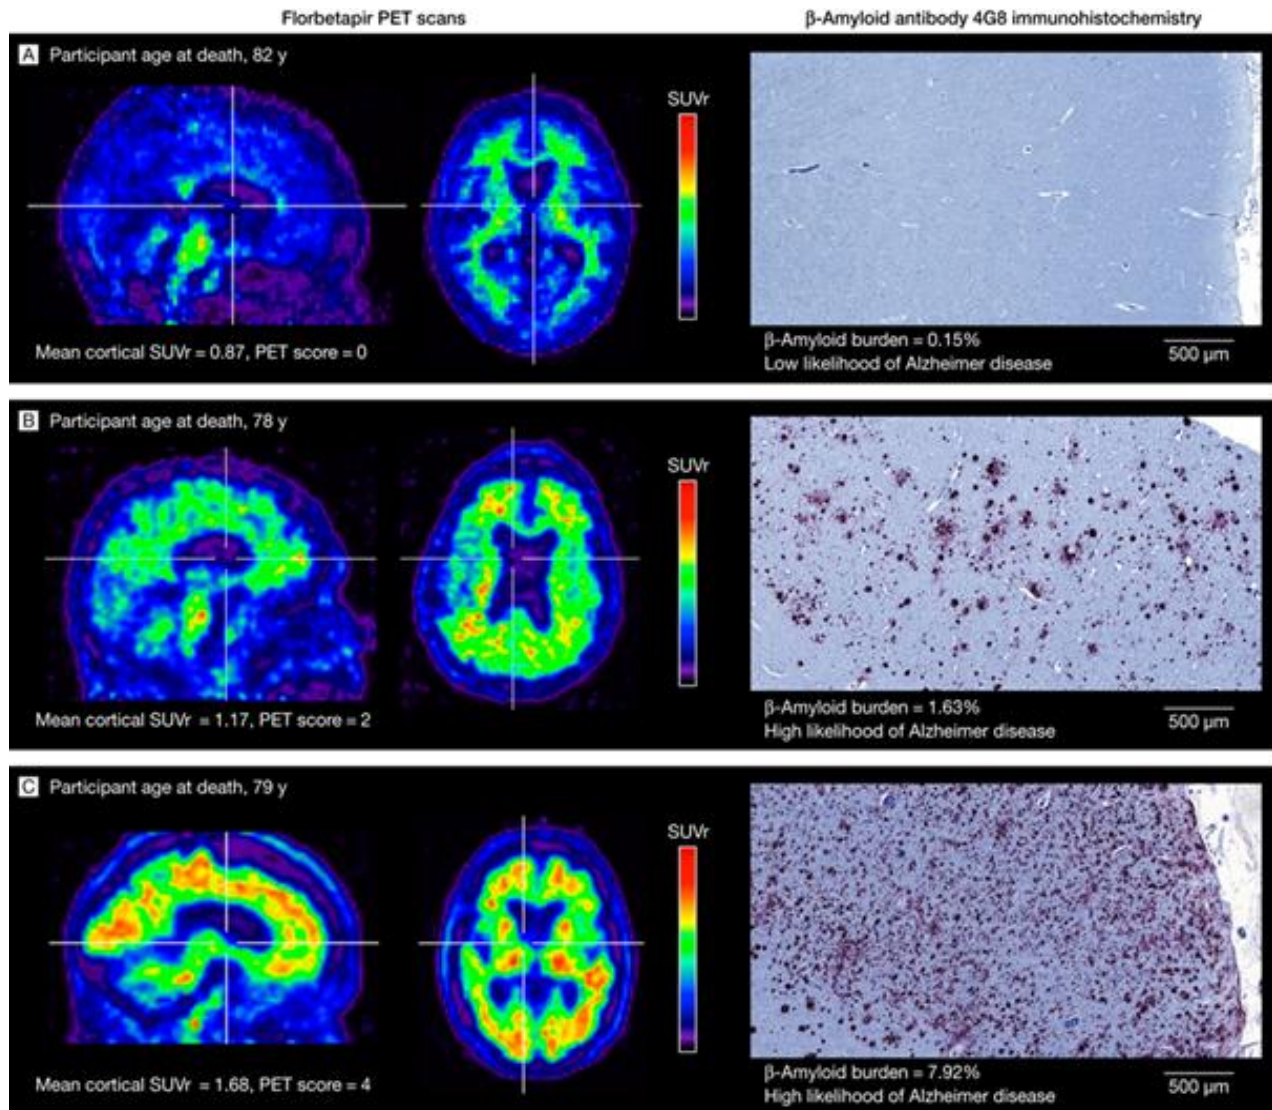 Florbetapir PET scans
β-Amyloid antibody 4G8 immunohistochemistry
A Participant age at death, 82 y
SUVr
Mean cortical SUVr = 0.87, PET score = 0
β-Amyloid burden = 0.15%
Low likelihood of Alzheimer disease
500 μm
B Participant age at death, 78 y
SUVr
Mean cortical SUVr = 1.17, PET score = 2
β-Amyloid burden = 1.63%
High likelihood of Alzheimer disease
500 μm
C Participant age at death, 79 y
SUVr
Mean cortical SUVr = 1.68, PET score = 4
β-Amyloid burden = 7.92%
High likelihood of Alzheimer disease
500 μm